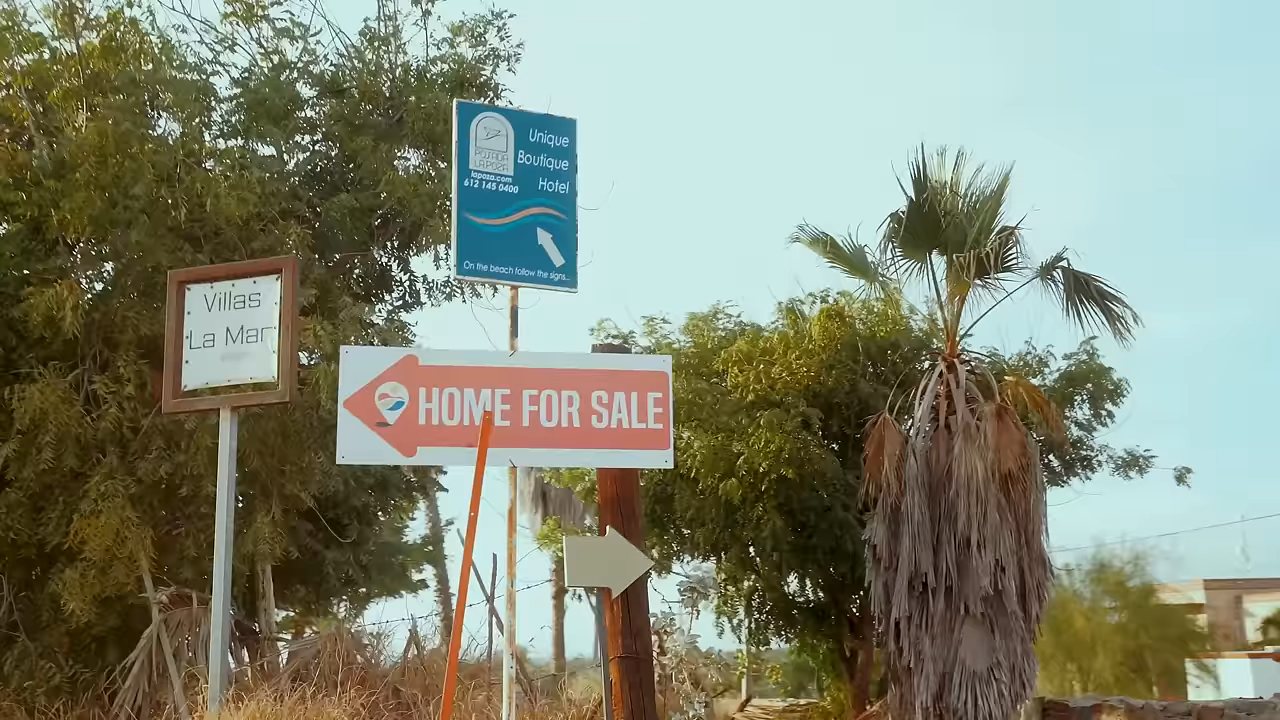 Unique
Boutique
Hotel
POSADA
LA POZA
lapoza.com
612 145 0400
On the beach follow the signs...
Villas
La Mar
HOME FOR SALE